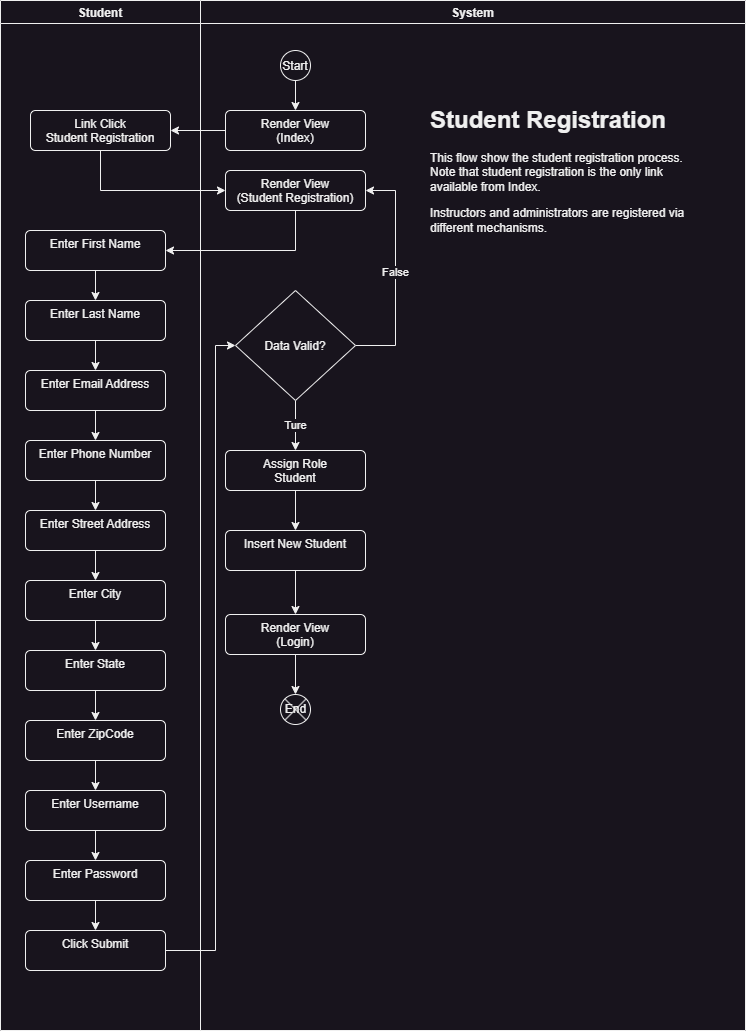 Student
System
Start
Link Click
Student Registration
Render View
(Index)
Student Registration
This flow show the student registration process.
Note that student registration is the only link
available from Index.
Instructors and administrators are registered via
different mechanisms.
Render View
(Student Registration)
Enter First Name
False
Enter Last Name
Data Valid?
Enter Email Address
Ture
Enter Phone Number
Assign Role
Student
Enter Street Address
Insert New Student
Enter City
Render View
(Login)
Enter State
End
Enter ZipCode
Enter Username
Enter Password
Click Submit